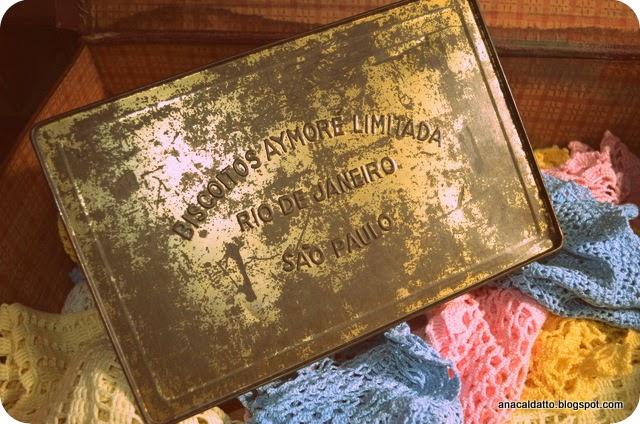 BISCOITOS AYMORÉ LIMITADA
RIO DE JANEIRO
SÃO PAULO
anacaldatto.blogspot.com